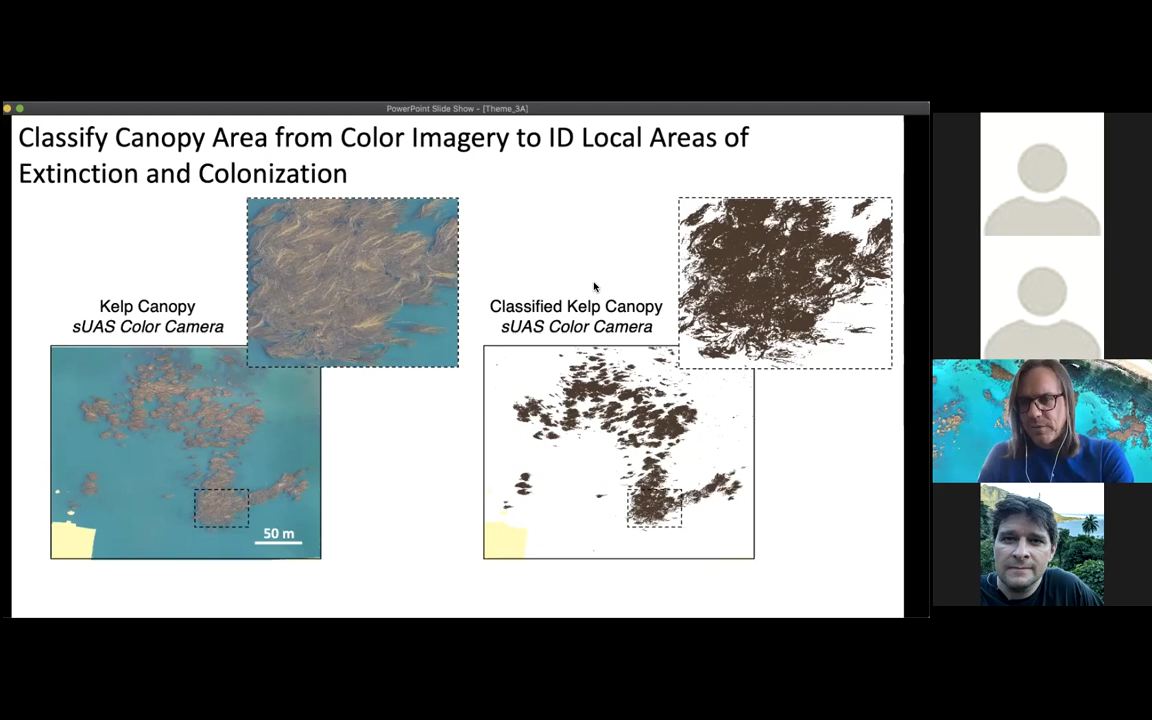 PowerPoint Slide Show - [Theme_3A]
Classify Canopy Area from Color Imagery to ID Local Areas of
Extinction and Colonization
Kelp Canopy
sUAS Color Camera
Classified Kelp Canopy
sUAS Color Camera
50 m